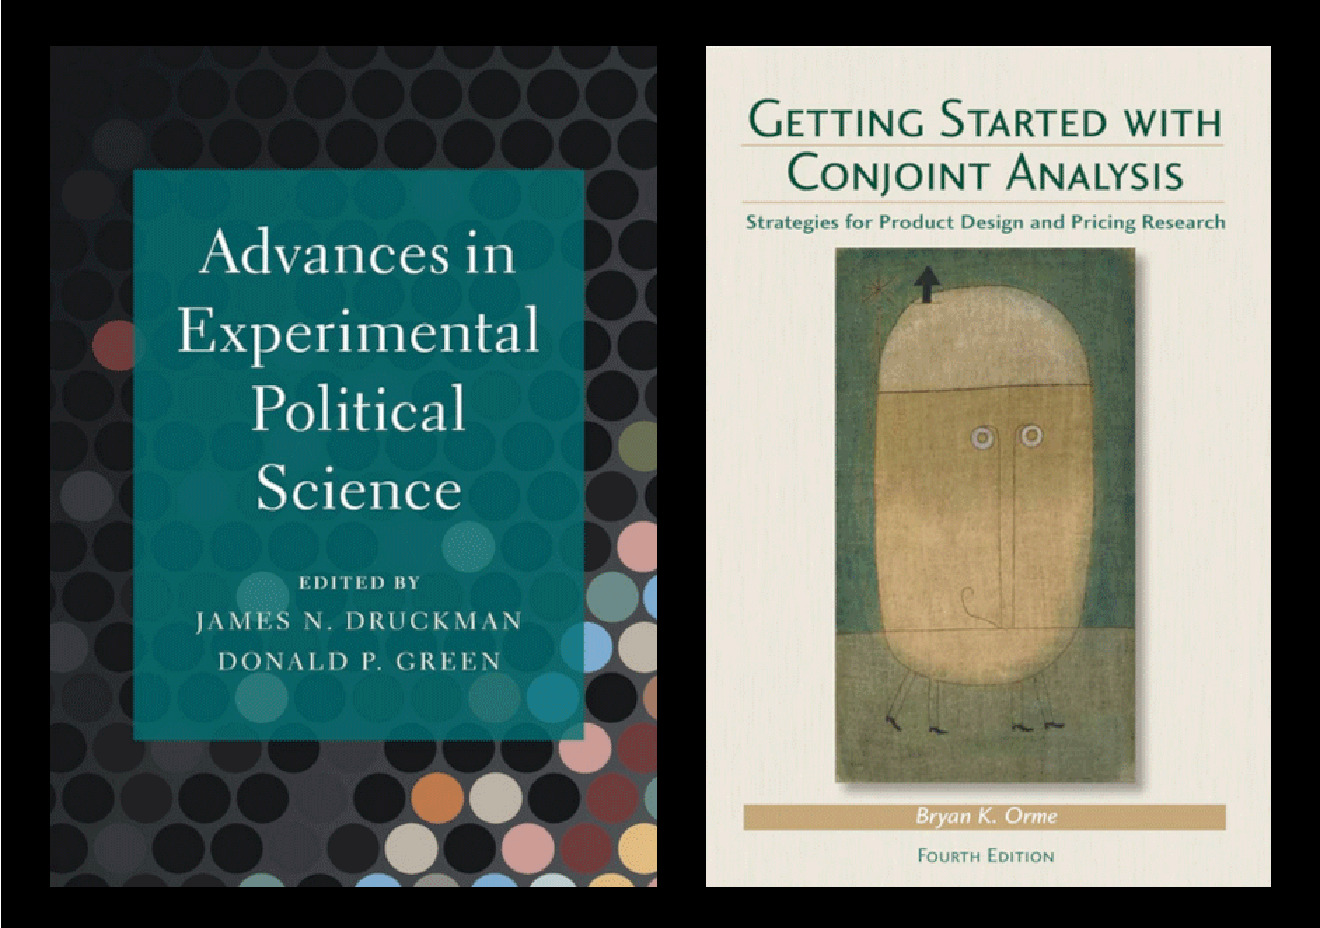 Advances in
Experimental
Political
Science
EDITED BY
JAMES N. DRUCKMAN
DONALD P. GREEN
GETTING STARTED WITH
CONJOINT ANALYSIS
Strategies for Product Design and Pricing Research
Bryan K. Orme
FOURTH EDITION